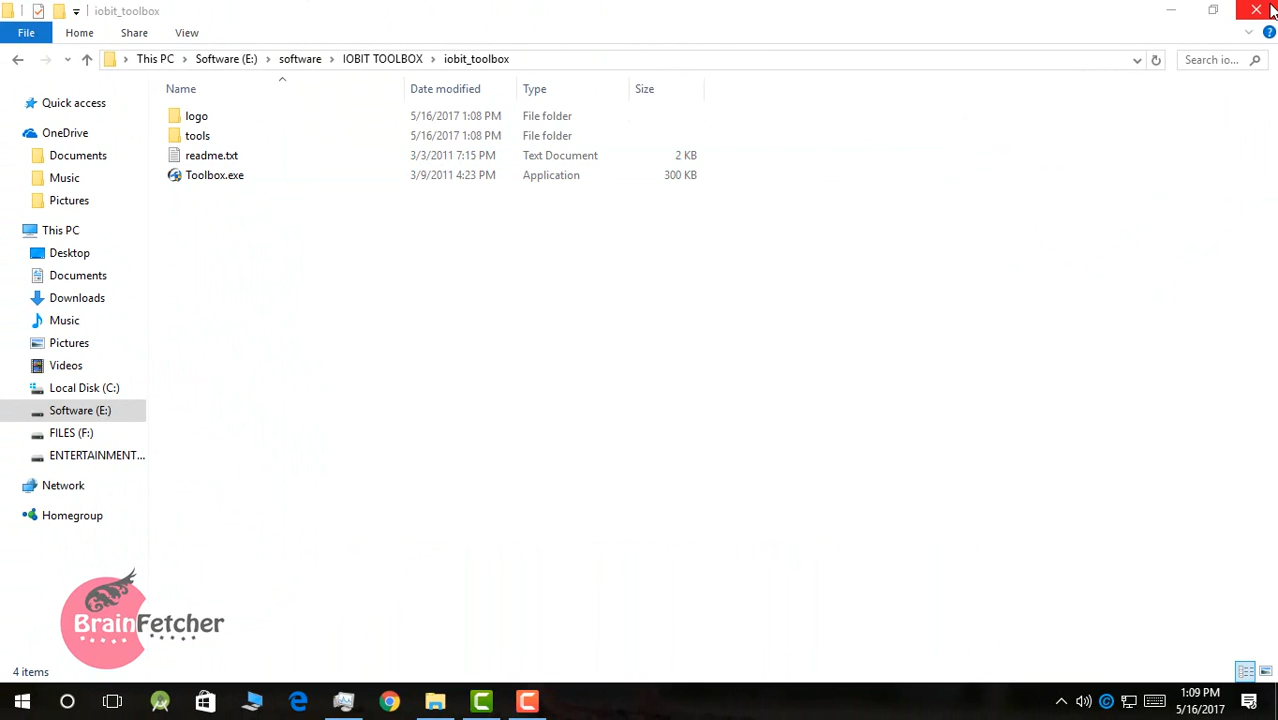 iobit_toolbox
File Home Share View
This PC Software (E:) software IOBIT TOOLBOX iobit_toolbox Search io...
Name Date modified Type Size
Quick access
OneDrive
Documents
Music
Pictures
This PC
Desktop
Documents
Downloads
Music
Pictures
Videos
Local Disk (C:)
Software (E:)
FILES (F:)
ENTERTAINMENT...
Network
Homegroup
logo 5/16/2017 1:08 PM File folder
tools 5/16/2017 1:08 PM File folder
readme.txt 3/3/2011 7:15 PM Text Document 2 KB
Toolbox.exe 3/9/2011 4:23 PM Application 300 KB
BrainFetcher
4 items
1:09 PM
5/16/2017